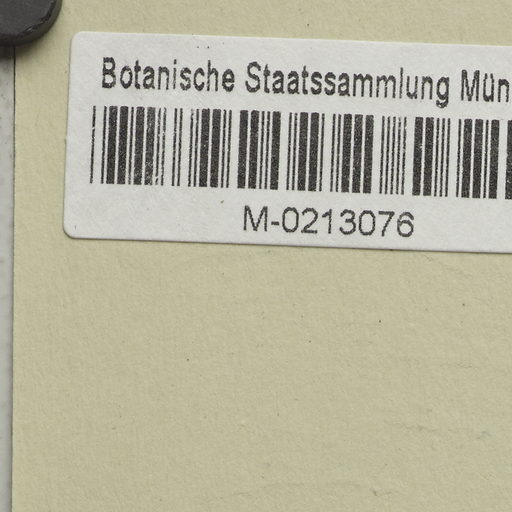 Botanische Staatssammlung Mün
M-0213076